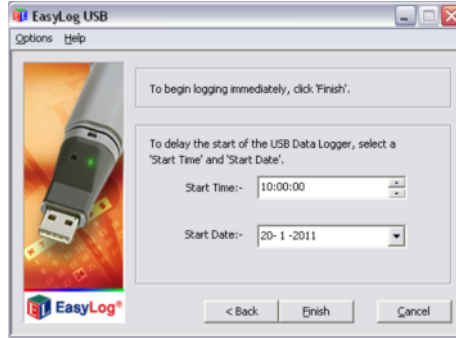 EasyLog USB
Options Help
To begin logging immediately, click 'Finish'.
To delay the start of the USB Data Logger, select a
'Start Time' and 'Start Date'.
Start Time:- 10:00:00
Start Date:- 20- 1 -2011
EasyLog®
< Back Finish Cancel